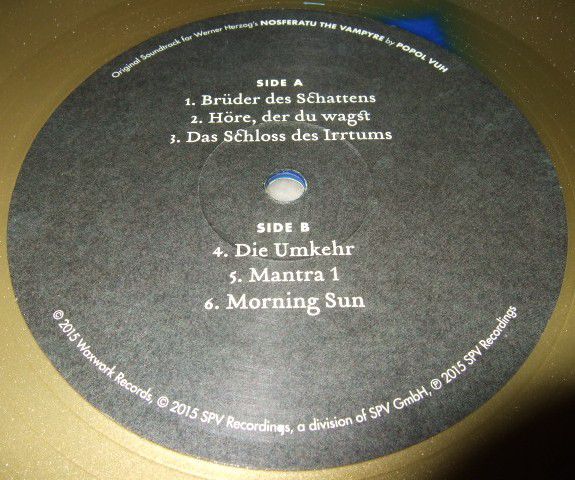 Original Soundtrack for Werner Herzog's NOSFERATU THE VAMPYRE by POPOL VUH
SIDE A
1. Brüder des Schattens
2. Höre, der du wagst
3. Das Schloss des Irrtums
SIDE B
4. Die Umkehr
5. Mantra 1
6. Morning Sun
© 2015 Waxwork Records, © 2015 SPV Recordings, a division of SPV GmbH, ℗ 2015 SPV Recordings